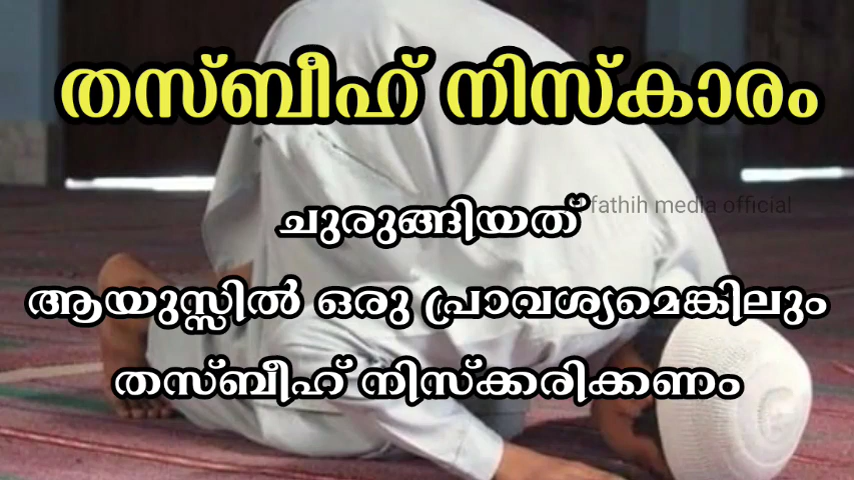 തസ്ബീഹ് നിസ്കാരം
fathih media official
ചുരുങ്ങിയത്
ആയുസ്സിൽ ഒരു പ്രാവശ്യമെങ്കിലും
തസ്ബീഹ് നിസ്ക്കരിക്കണം